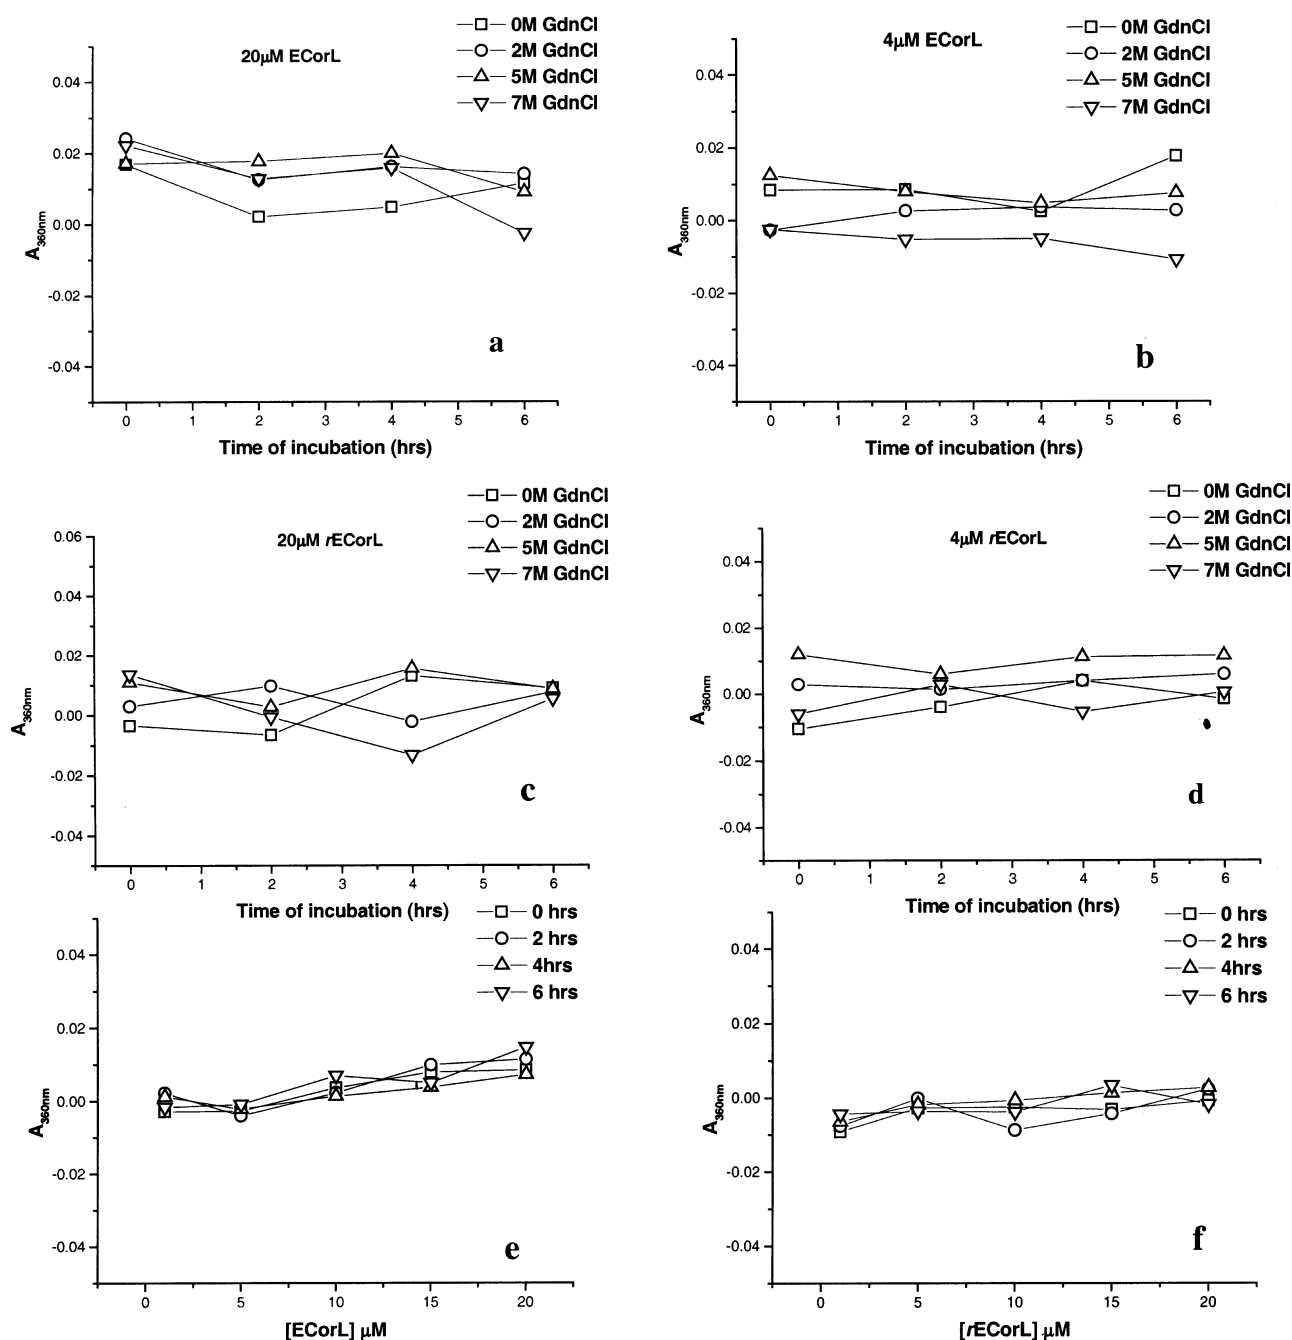 20μM ECorL
0M GdnCl
2M GdnCl
5M GdnCl
7M GdnCl
0.04
0.02
0.00
-0.02
-0.04
A360nm
a
0 1 2 3 4 5 6
Time of incubation (hrs)
4μM ECorL
0M GdnCl
2M GdnCl
5M GdnCl
7M GdnCl
0.04
0.02
0.00
-0.02
-0.04
A360nm
b
0 1 2 3 4 5 6
Time of incubation (hrs)
20μM rECorL
0M GdnCl
2M GdnCl
5M GdnCl
7M GdnCl
0.06
0.04
0.02
0.00
-0.02
-0.04
A360nm
c
0 1 2 3 4 5 6
Time of incubation (hrs)
4μM rECorL
0M GdnCl
2M GdnCl
5M GdnCl
7M GdnCl
0.04
0.02
0.00
-0.02
-0.04
A360nm
d
0 1 2 3 4 5 6
Time of incubation (hrs)
0 hrs
2 hrs
4hrs
6 hrs
0.04
0.02
0.00
-0.02
-0.04
A360nm
e
0 5 10 15 20
[ECorL] μM
0 hrs
2 hrs
4hrs
6 hrs
0.04
0.02
0.00
-0.02
-0.04
A360nm
f
0 5 10 15 20
[rECorL] μM